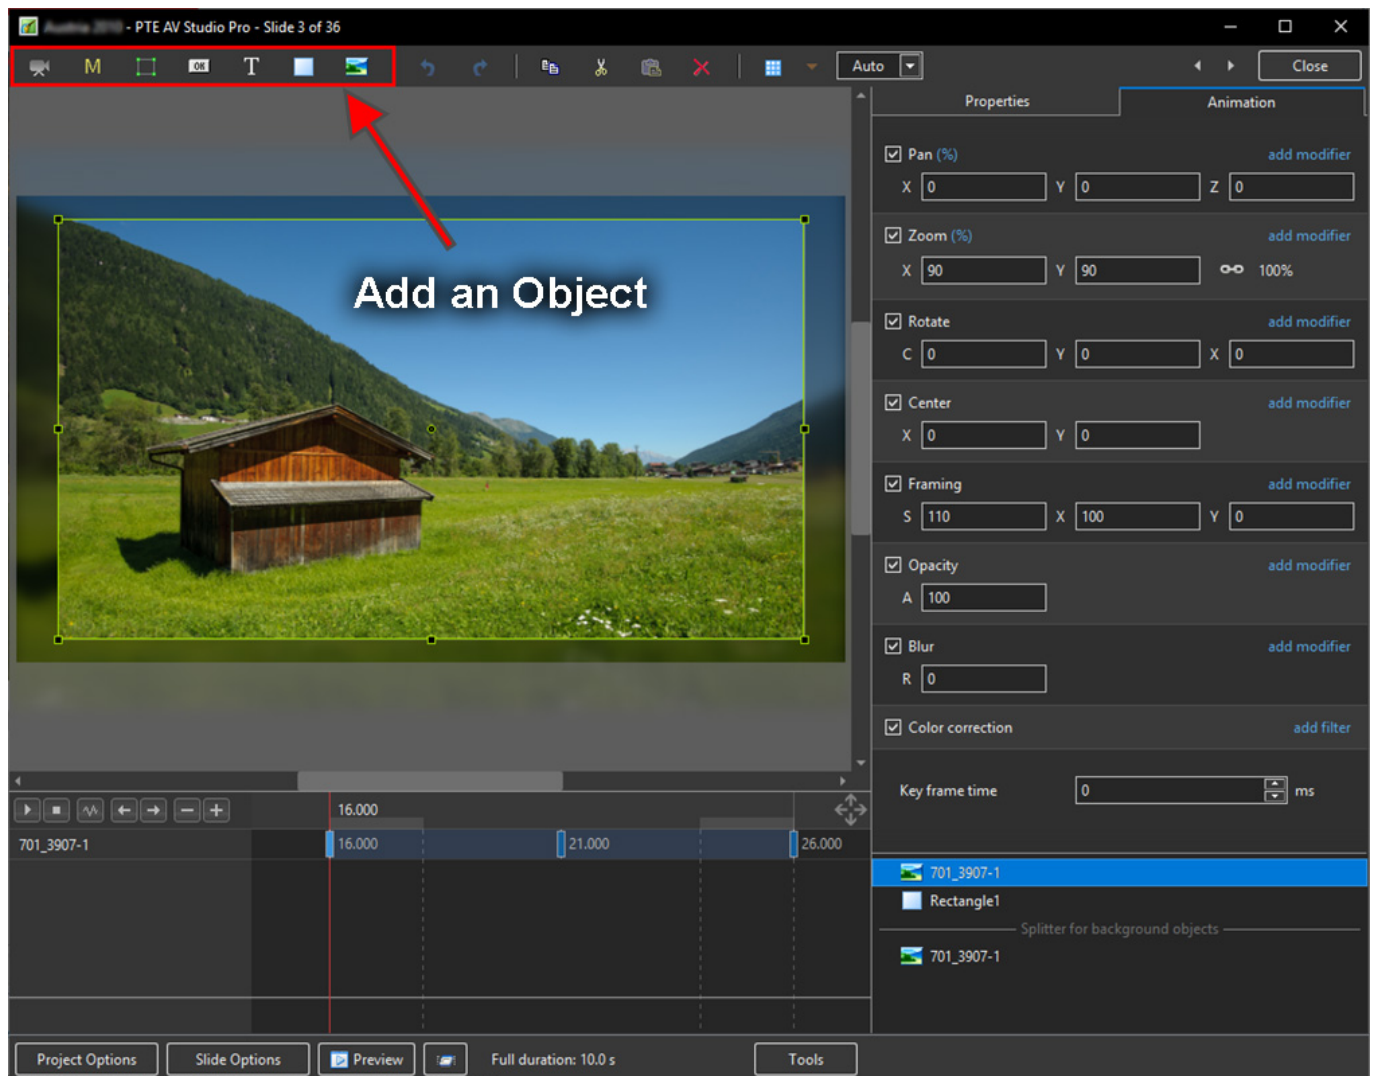 - PTE AV Studio Pro - Slide 3 of 36
M OK T Auto Close
Properties Animation
Add an Object
Pan (%) add modifier
X 0 Y 0 Z 0
Zoom (%) add modifier
X 90 Y 90 100%
Rotate add modifier
C 0 Y 0 X 0
Center add modifier
X 0 Y 0
Framing add modifier
S 110 X 100 Y 0
Opacity add modifier
A 100
Blur add modifier
R 0
Color correction add filter
Key frame time 0 ms
16.000
701_3907-1 16.000 21.000 26.000
701_3907-1
Rectangle1
Splitter for background objects
701_3907-1
Project Options Slide Options Preview Full duration: 10.0 s Tools